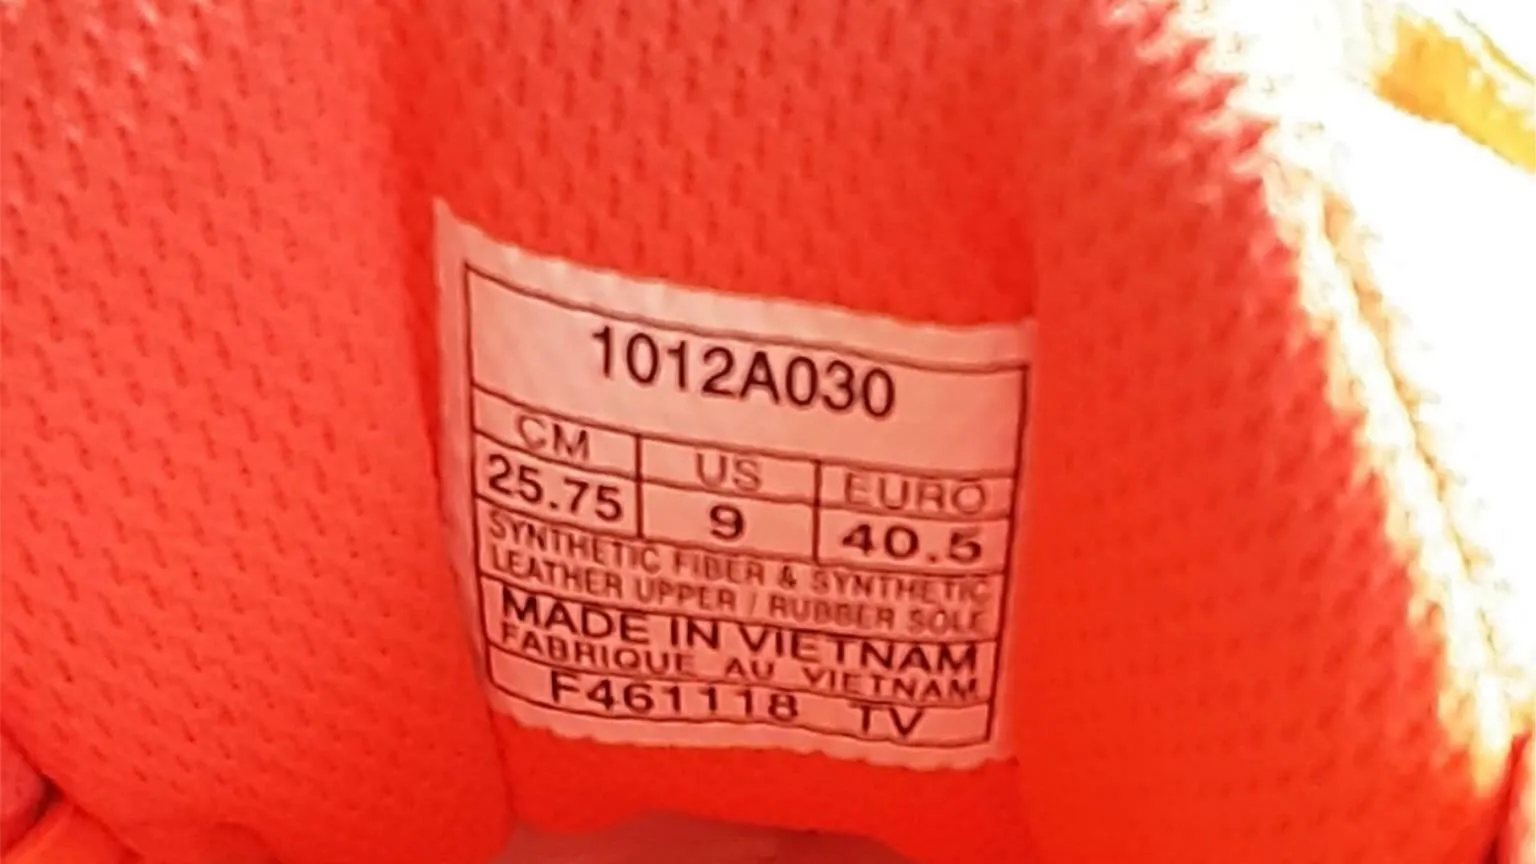 1012A030
CM US EURO
25.75 9 40.5
SYNTHETIC FIBER & SYNTHETIC
LEATHER UPPER / RUBBER SOLE
MADE IN VIETNAM
FABRIQUE AU VIETNAM
F461118 TV